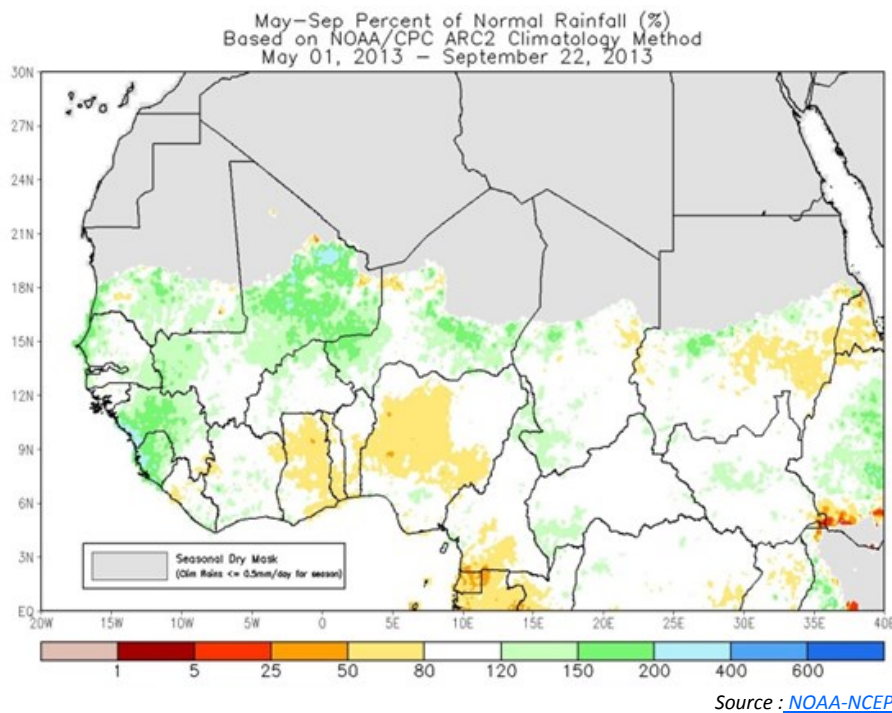 May-Sep Percent of Normal Rainfall (%)
Based on NOAA/CPC ARC2 Climatology Method
May 01, 2013 - September 22, 2013
30N
27N
24N
21N
18N
15N
12N
9N
6N
3N
EQ
Seasonal Dry Mask
(Clim Rains <= 0.5mm/day for season)
20W 15W 10W 5W 0 5E 10E 15E 20E 25E 30E 35E 40E
1 5 25 50 80 120 150 200 400 600
Source : NOAA-NCEP